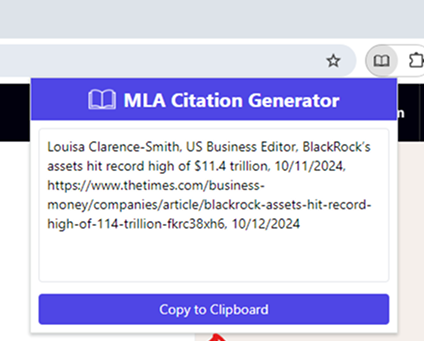 MLA Citation Generator
Louisa Clarence-Smith, US Business Editor, BlackRock's
assets hit record high of $11.4 trillion, 10/11/2024,
https://www.thetimes.com/business-
money/companies/article/blackrock-assets-hit-record-
high-of-114-trillion-fkrc38xh6, 10/12/2024
Copy to Clipboard